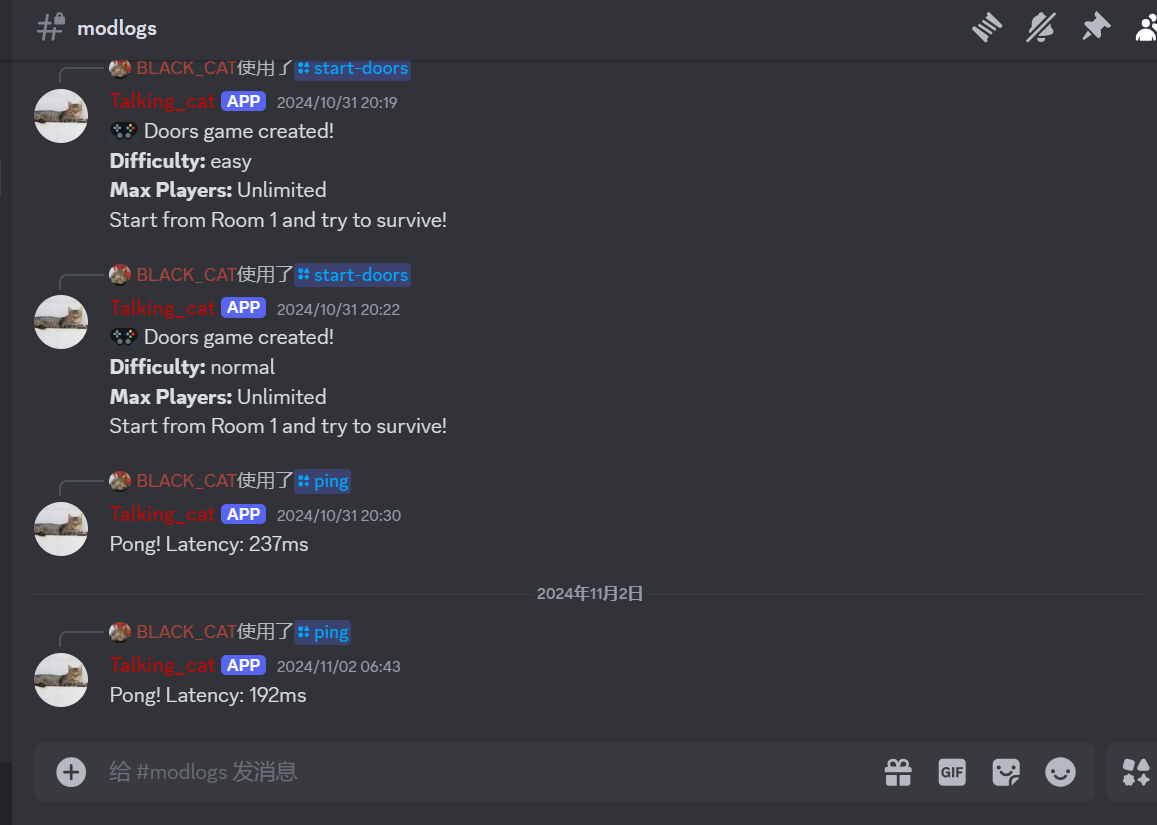 modlogs
BLACK_CAT使用了 start-doors
Talking_cat APP 2024/10/31 20:19
Doors game created!
Difficulty: easy
Max Players: Unlimited
Start from Room 1 and try to survive!
BLACK_CAT使用了 start-doors
Talking_cat APP 2024/10/31 20:22
Doors game created!
Difficulty: normal
Max Players: Unlimited
Start from Room 1 and try to survive!
BLACK_CAT使用了 ping
Talking_cat APP 2024/10/31 20:30
Pong! Latency: 237ms
2024年11月2日
BLACK_CAT使用了 ping
Talking_cat APP 2024/11/02 06:43
Pong! Latency: 192ms
给 #modlogs 发消息 GIF